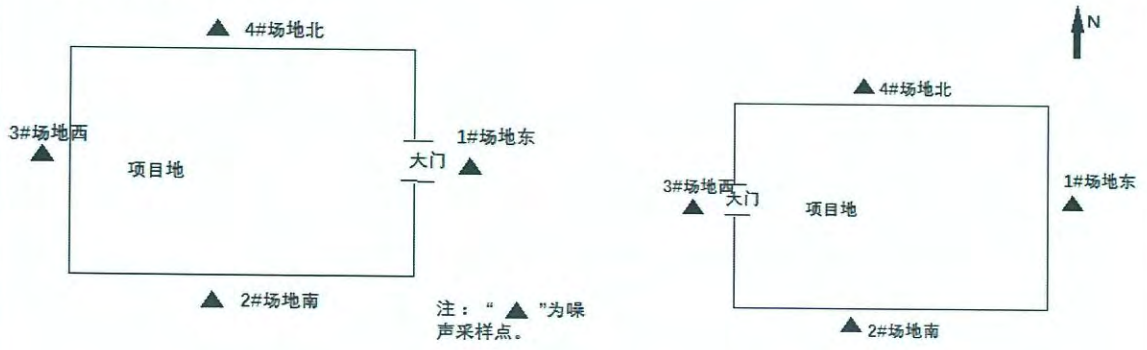 4#场地北
3#场地西
1#场地东
大门
项目地
2#场地南
注：“▲”为噪
声采样点。
N
4#场地北
3#场地西
1#场地东
大门
项目地
2#场地南